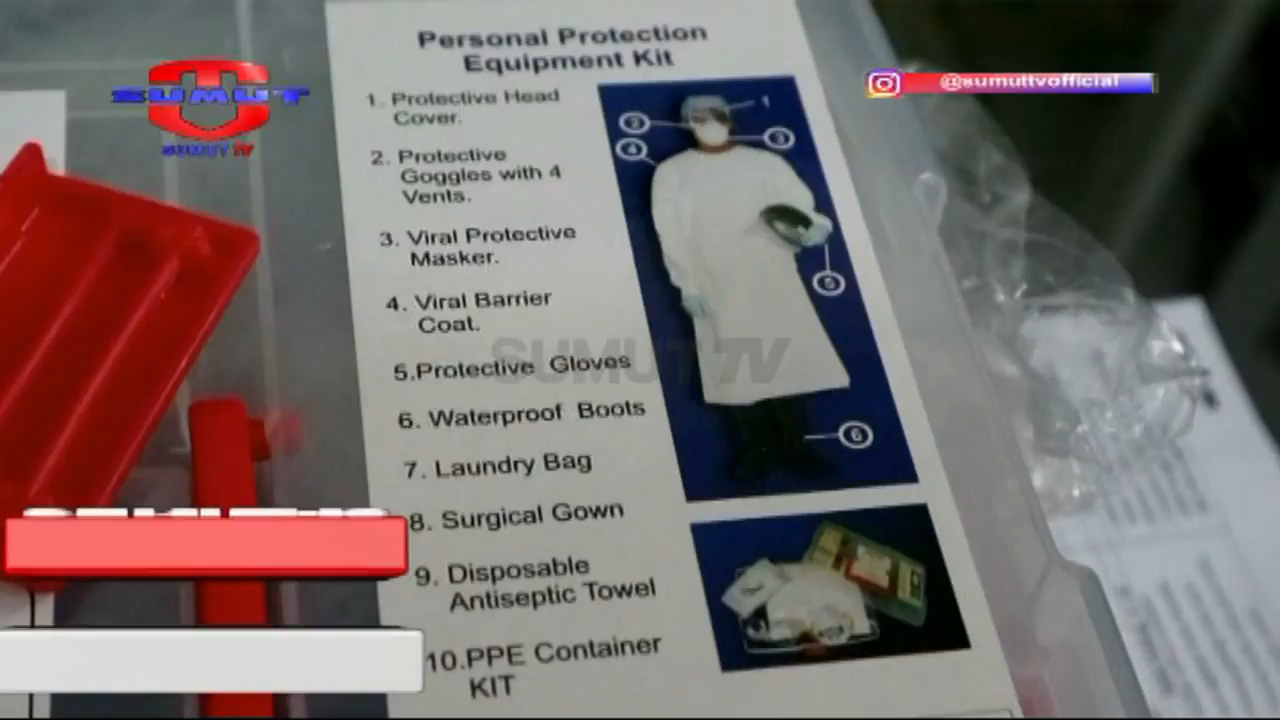 Personal Protection
Equipment Kit
1. Protective Head
Cover.
2. Protective
Goggles with 4
Vents.
3. Viral Protective
Masker.
4. Viral Barrier
Coat.
5.Protective Gloves
6. Waterproof Boots
7. Laundry Bag
8. Surgical Gown
9. Disposable
Antiseptic Towel
10.PPE Container
KIT
1
2
3
4
5
6
SUMUT
SUMUT TV
@sumuttvofficial
SUMUT TV